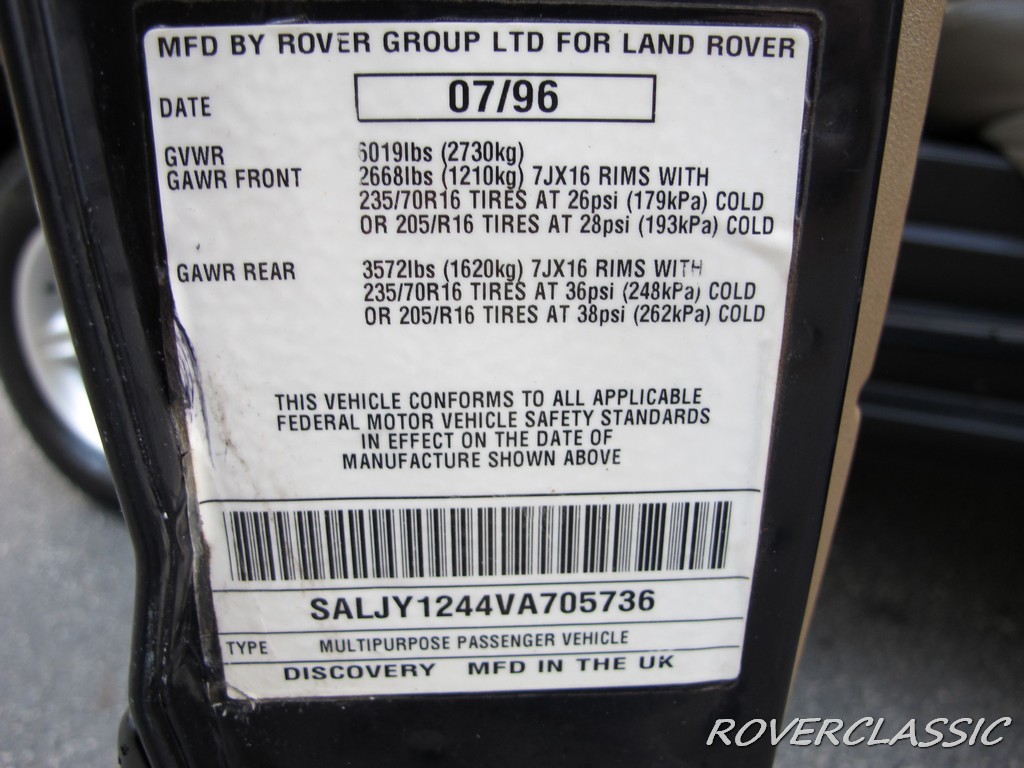 MFD BY ROVER GROUP LTD FOR LAND ROVER
DATE 07/96
GVWR 6019lbs (2730kg)
GAWR FRONT 2668lbs (1210kg) 7JX16 RIMS WITH
235/70R16 TIRES AT 26psi (179kPa) COLD
OR 205/R16 TIRES AT 28psi (193kPa) COLD
GAWR REAR 3572lbs (1620kg) 7JX16 RIMS WITH
235/70R16 TIRES AT 36psi (248kPa) COLD
OR 205/R16 TIRES AT 38psi (262kPa) COLD
THIS VEHICLE CONFORMS TO ALL APPLICABLE
FEDERAL MOTOR VEHICLE SAFETY STANDARDS
IN EFFECT ON THE DATE OF
MANUFACTURE SHOWN ABOVE
SALJY1244VA705736
TYPE MULTIPURPOSE PASSENGER VEHICLE
DISCOVERY MFD IN THE UK
ROVERCLASSIC